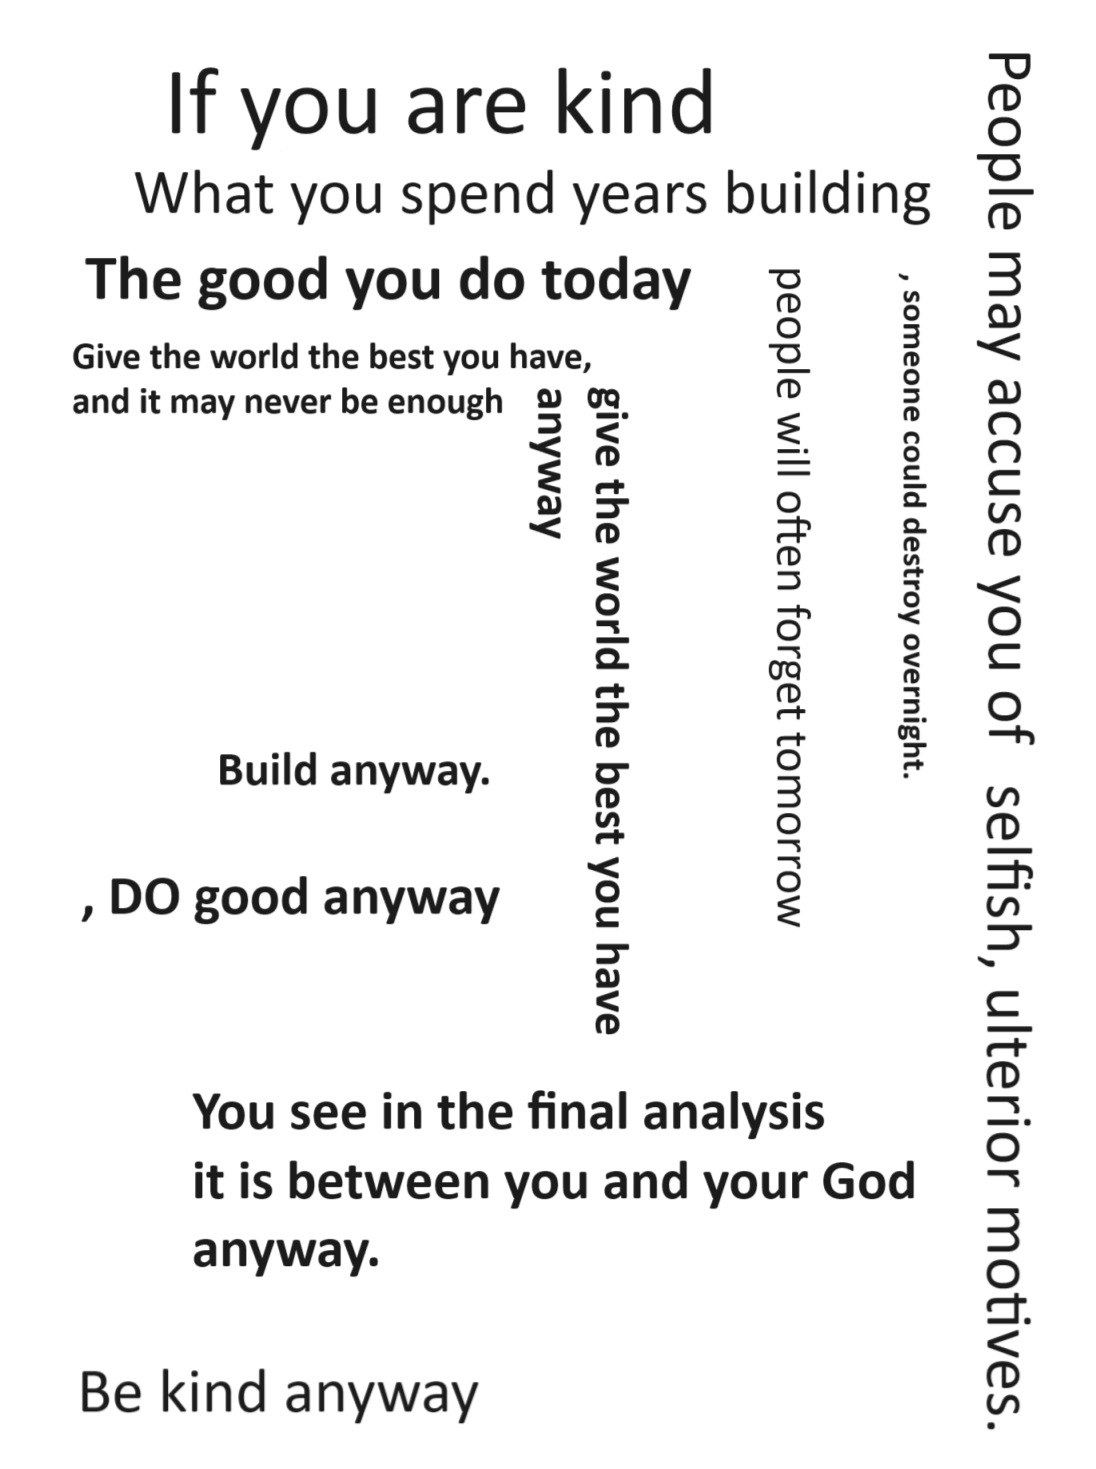 If you are kind
People may accuse you of selfish, ulterior motives.
What you spend years building
, someone could destroy overnight.
The good you do today
people will often forget tomorrow
Give the world the best you have,
and it may never be enough
give the world the best you have
anyway
Build anyway.
, DO good anyway
You see in the final analysis
it is between you and your God
anyway.
Be kind anyway